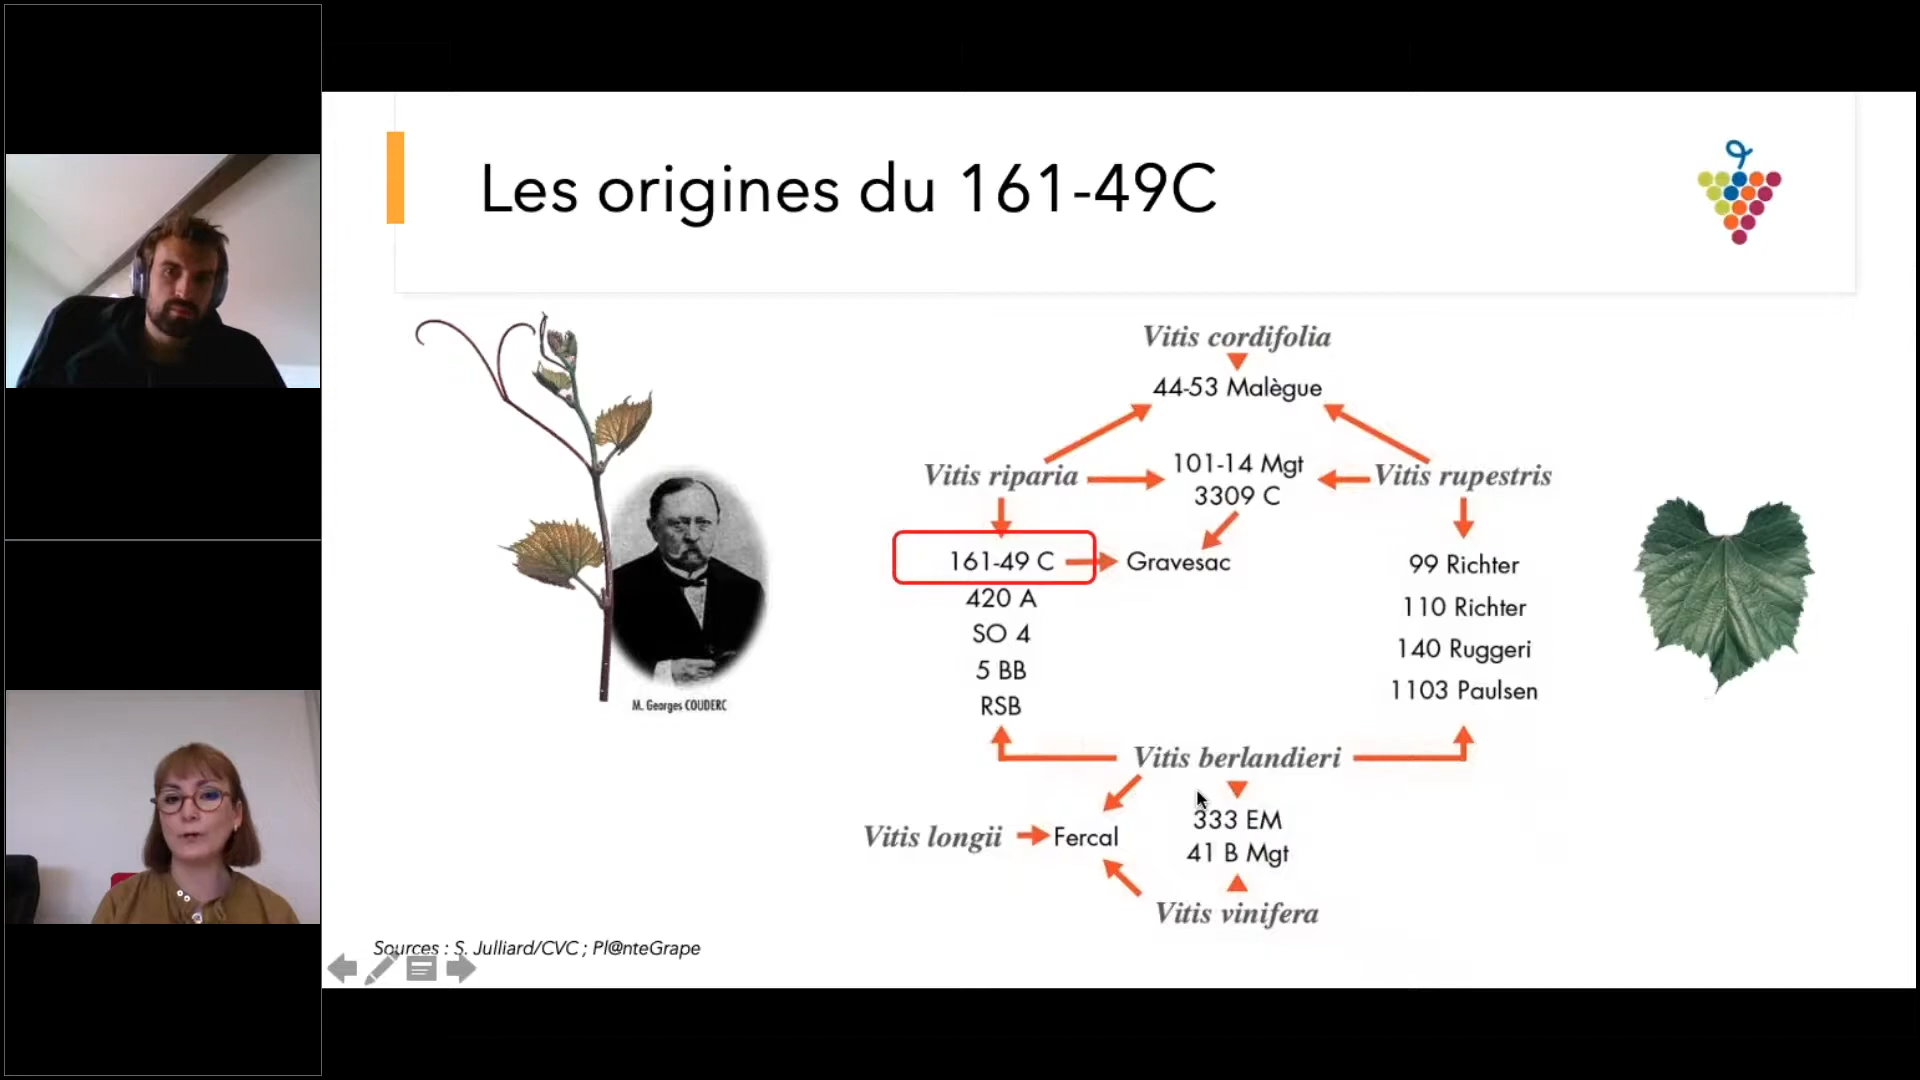 Les origines du 161-49C
Vitis cordifolia
44-53 Malègue
Vitis riparia
101-14 Mgt
3309 C
Vitis rupestris
161-49 C
Gravesac
420 A
SO 4
5 BB
RSB
99 Richter
110 Richter
140 Ruggeri
1103 Paulsen
M. Georges COUDERC
Vitis berlandieri
333 EM
41 B Mgt
Vitis longii
Fercal
Vitis vinifera
Sources : S. Julliard/CVC ; Pl@nteGrape